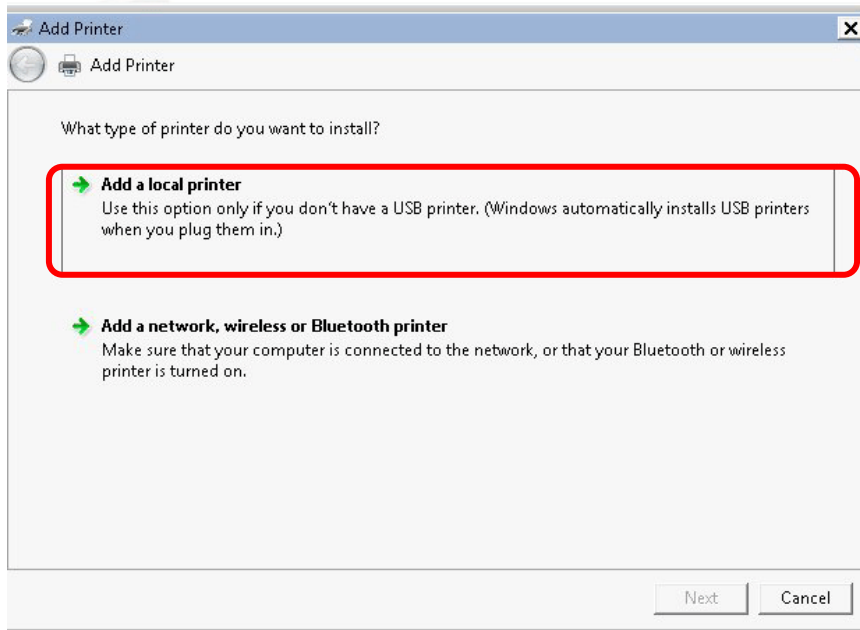 Add Printer
Add Printer
What type of printer do you want to install?
Add a local printer
Use this option only if you don't have a USB printer. (Windows automatically installs USB printers
when you plug them in.)
Add a network, wireless or Bluetooth printer
Make sure that your computer is connected to the network, or that your Bluetooth or wireless
printer is turned on.
Next Cancel